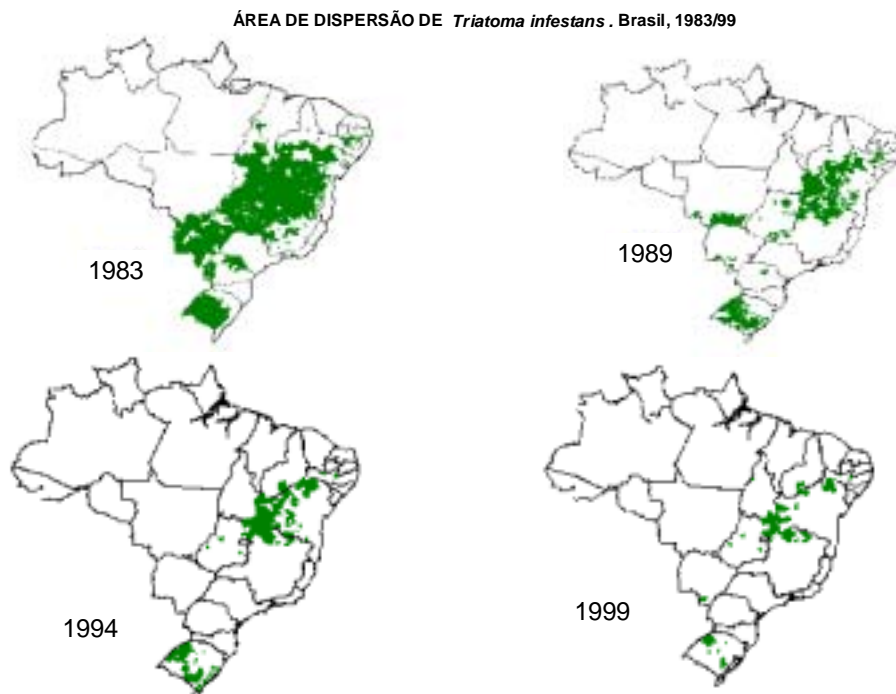 ÁREA DE DISPERSÃO DE Triatoma infestans . Brasil, 1983/99
1983
1989
1994
1999